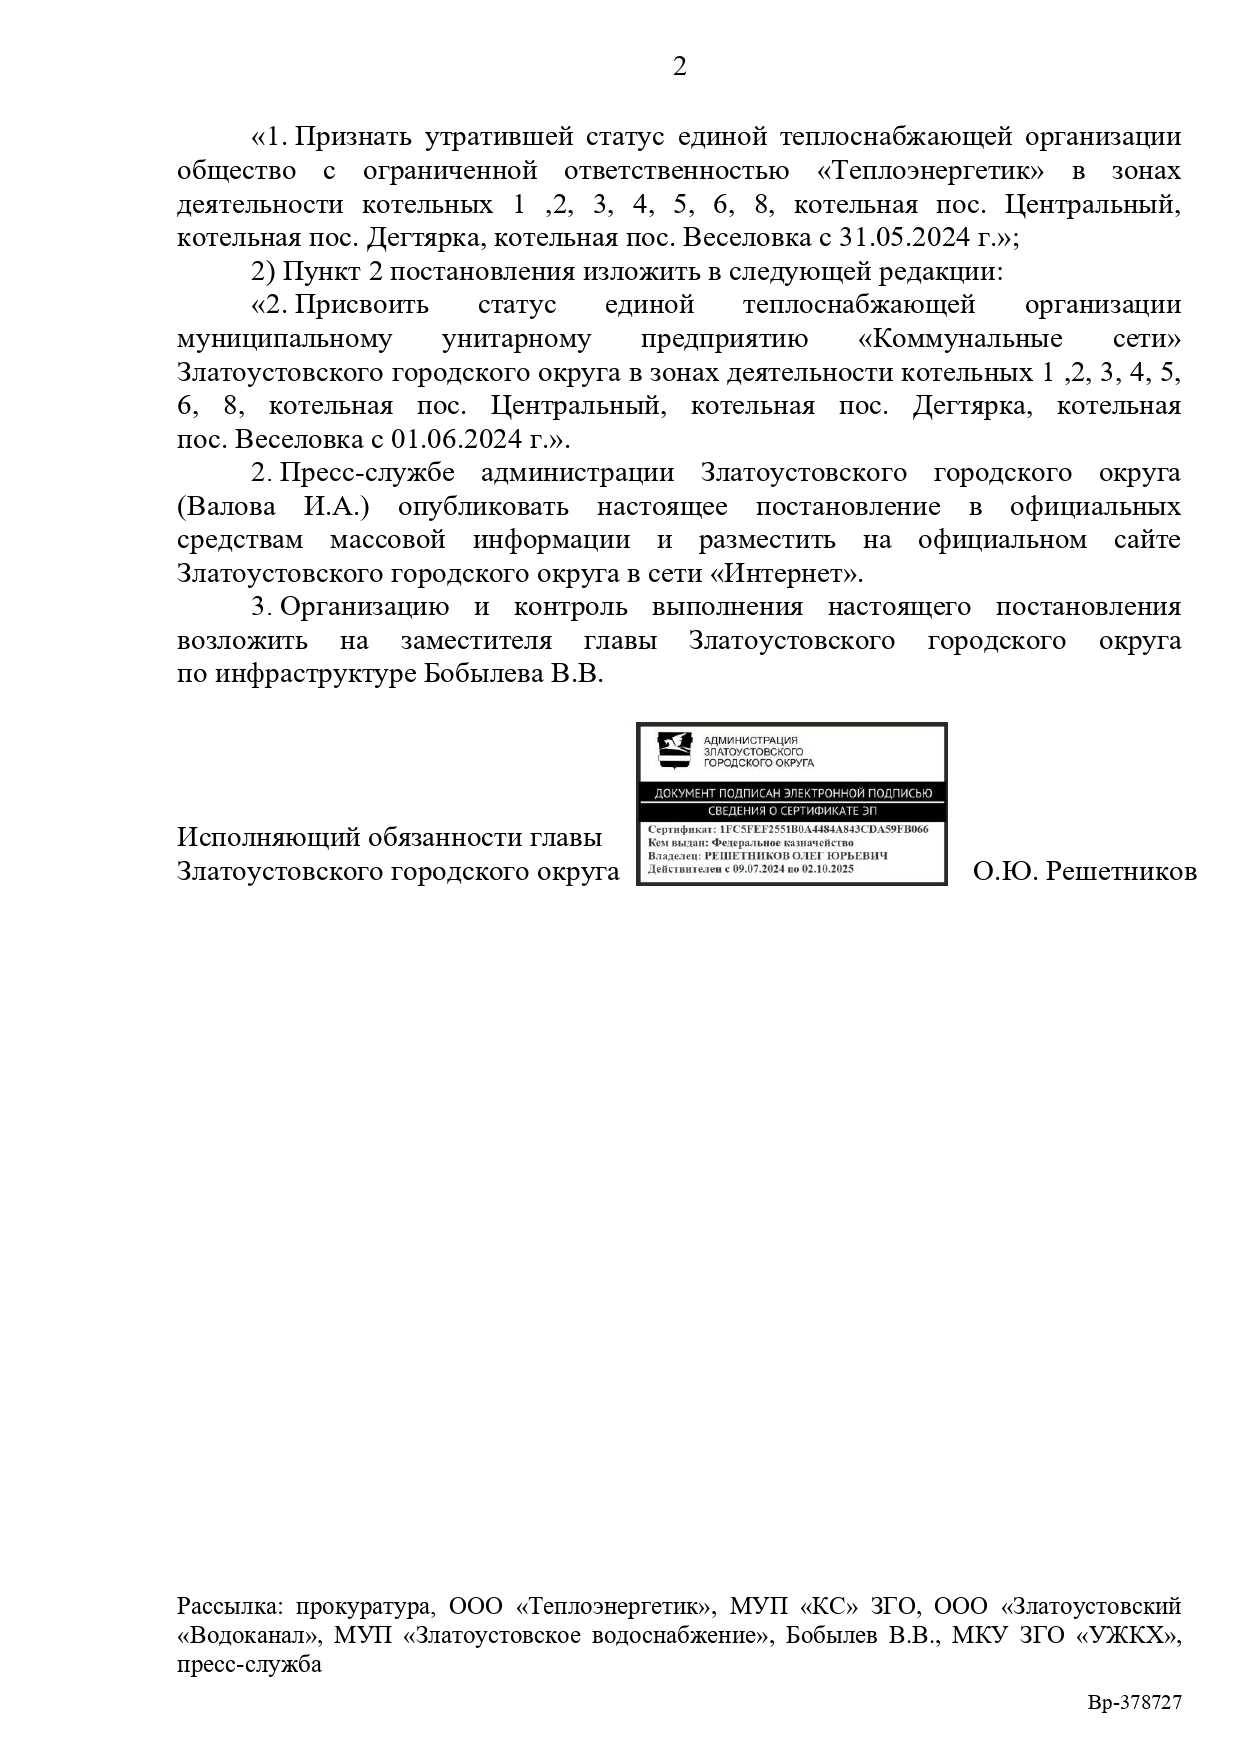 2
«1. Признать утратившей статус единой теплоснабжающей организации
общество с ограниченной ответственностью «Теплоэнергетик» в зонах
деятельности котельных 1 ,2, 3, 4, 5, 6, 8, котельная пос. Центральный,
котельная пос. Дегтярка, котельная пос. Веселовка с 31.05.2024 г.»;
2) Пункт 2 постановления изложить в следующей редакции:
«2. Присвоить статус единой теплоснабжающей организации
муниципальному унитарному предприятию «Коммунальные сети»
Златоустовского городского округа в зонах деятельности котельных 1 ,2, 3, 4, 5,
6, 8, котельная пос. Центральный, котельная пос. Дегтярка, котельная
пос. Веселовка с 01.06.2024 г.».
2. Пресс-службе администрации Златоустовского городского округа
(Валова И.А.) опубликовать настоящее постановление в официальных
средствам массовой информации и разместить на официальном сайте
Златоустовского городского округа в сети «Интернет».
3. Организацию и контроль выполнения настоящего постановления
возложить на заместителя главы Златоустовского городского округа
по инфраструктуре Бобылева В.В.
АДМИНИСТРАЦИЯ
ЗЛАТОУСТОВСКОГО
ГОРОДСКОГО ОКРУГА
ДОКУМЕНТ ПОДПИСАН ЭЛЕКТРОННОЙ ПОДПИСЬЮ
СВЕДЕНИЯ О СЕРТИФИКАТЕ ЭП
Сертификат: 1FC5FEF2551B0A4484A843CDA59FB066
Кем выдан: Федеральное казначейство
Владелец: РЕШЕТНИКОВ ОЛЕГ ЮРЬЕВИЧ
Действителен с 09.07.2024 по 02.10.2025
Исполняющий обязанности главы
Златоустовского городского округа О.Ю. Решетников
Рассылка: прокуратура, ООО «Теплоэнергетик», МУП «КС» ЗГО, ООО «Златоустовский
«Водоканал», МУП «Златоустовское водоснабжение», Бобылев В.В., МКУ ЗГО «УЖКХ»,
пресс-служба
Вр-378727